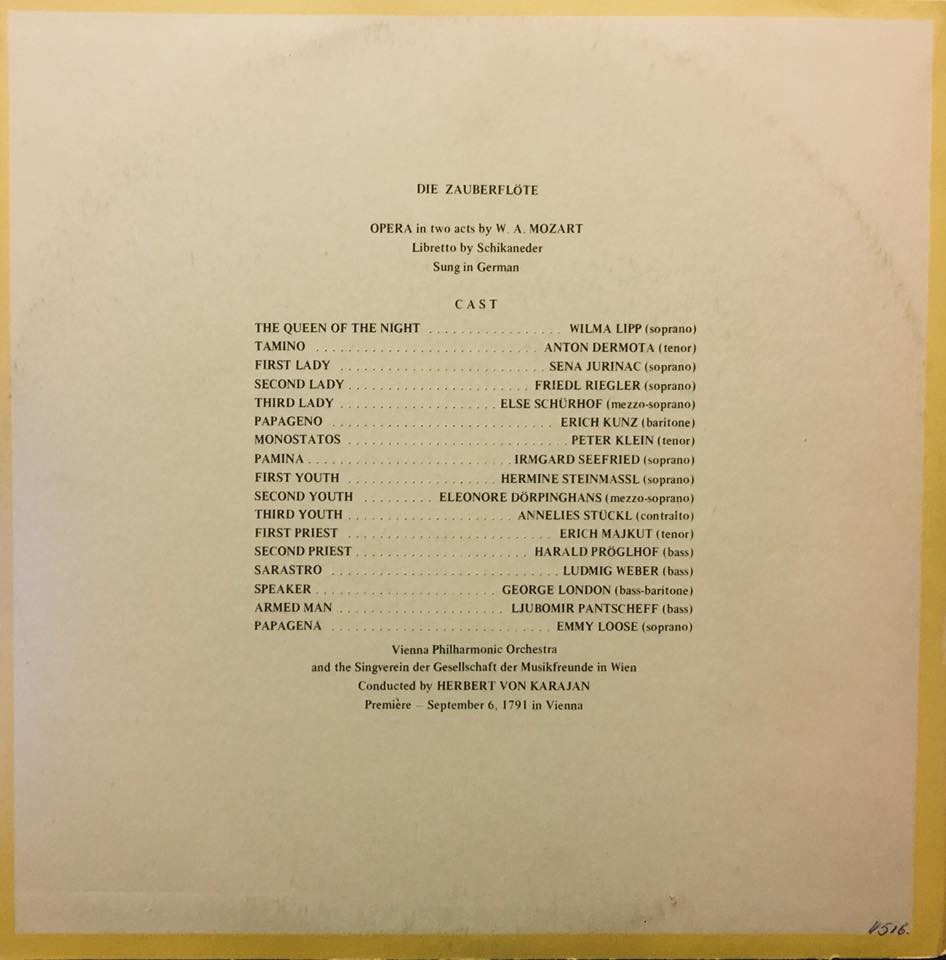 DIE ZAUBERFLÖTE
OPERA in two acts by W. A. MOZART
Libretto by Schikaneder
Sung in German
CAST
THE QUEEN OF THE NIGHT ................. WILMA LIPP (soprano)
TAMINO ............................ ANTON DERMOTA (tenor)
FIRST LADY .......................... SENA JURINAC (soprano)
SECOND LADY ....................... FRIEDL RIEGLER (soprano)
THIRD LADY .................... ELSE SCHÜRHOF (mezzo-soprano)
PAPAGENO ............................ ERICH KUNZ (baritone)
MONOSTATOS ............................ PETER KLEIN (tenor)
PAMINA .......................... IRMGARD SEEFRIED (soprano)
FIRST YOUTH ................... HERMINE STEINMASSL (soprano)
SECOND YOUTH ......... ELEONORE DÖRPINGHANS (mezzo-soprano)
THIRD YOUTH ..................... ANNELIES STÜCKL (contralto)
FIRST PRIEST .......................... ERICH MAJKUT (tenor)
SECOND PRIEST ...................... HARALD PRÖGLHOF (bass)
SARASTRO ............................. LUDMIG WEBER (bass)
SPEAKER ....................... GEORGE LONDON (bass-baritone)
ARMED MAN ..................... LJUBOMIR PANTSCHEFF (bass)
PAPAGENA ............................ EMMY LOOSE (soprano)
Vienna Philharmonic Orchestra
and the Singverein der Gesellschaft der Musikfreunde in Wien
Conducted by HERBERT VON KARAJAN
Première – September 6, 1791 in Vienna